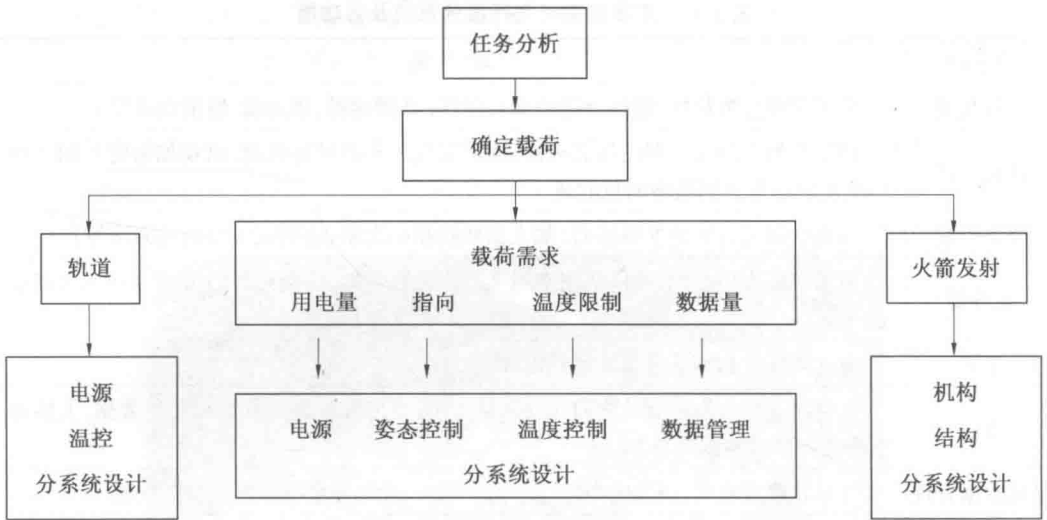 任务分析
确定载荷
轨道
载荷需求
用电量 指向 温度限制 数据量
火箭发射
电源
温控
分系统设计
电源 姿态控制 温度控制 数据管理
分系统设计
机构
结构
分系统设计